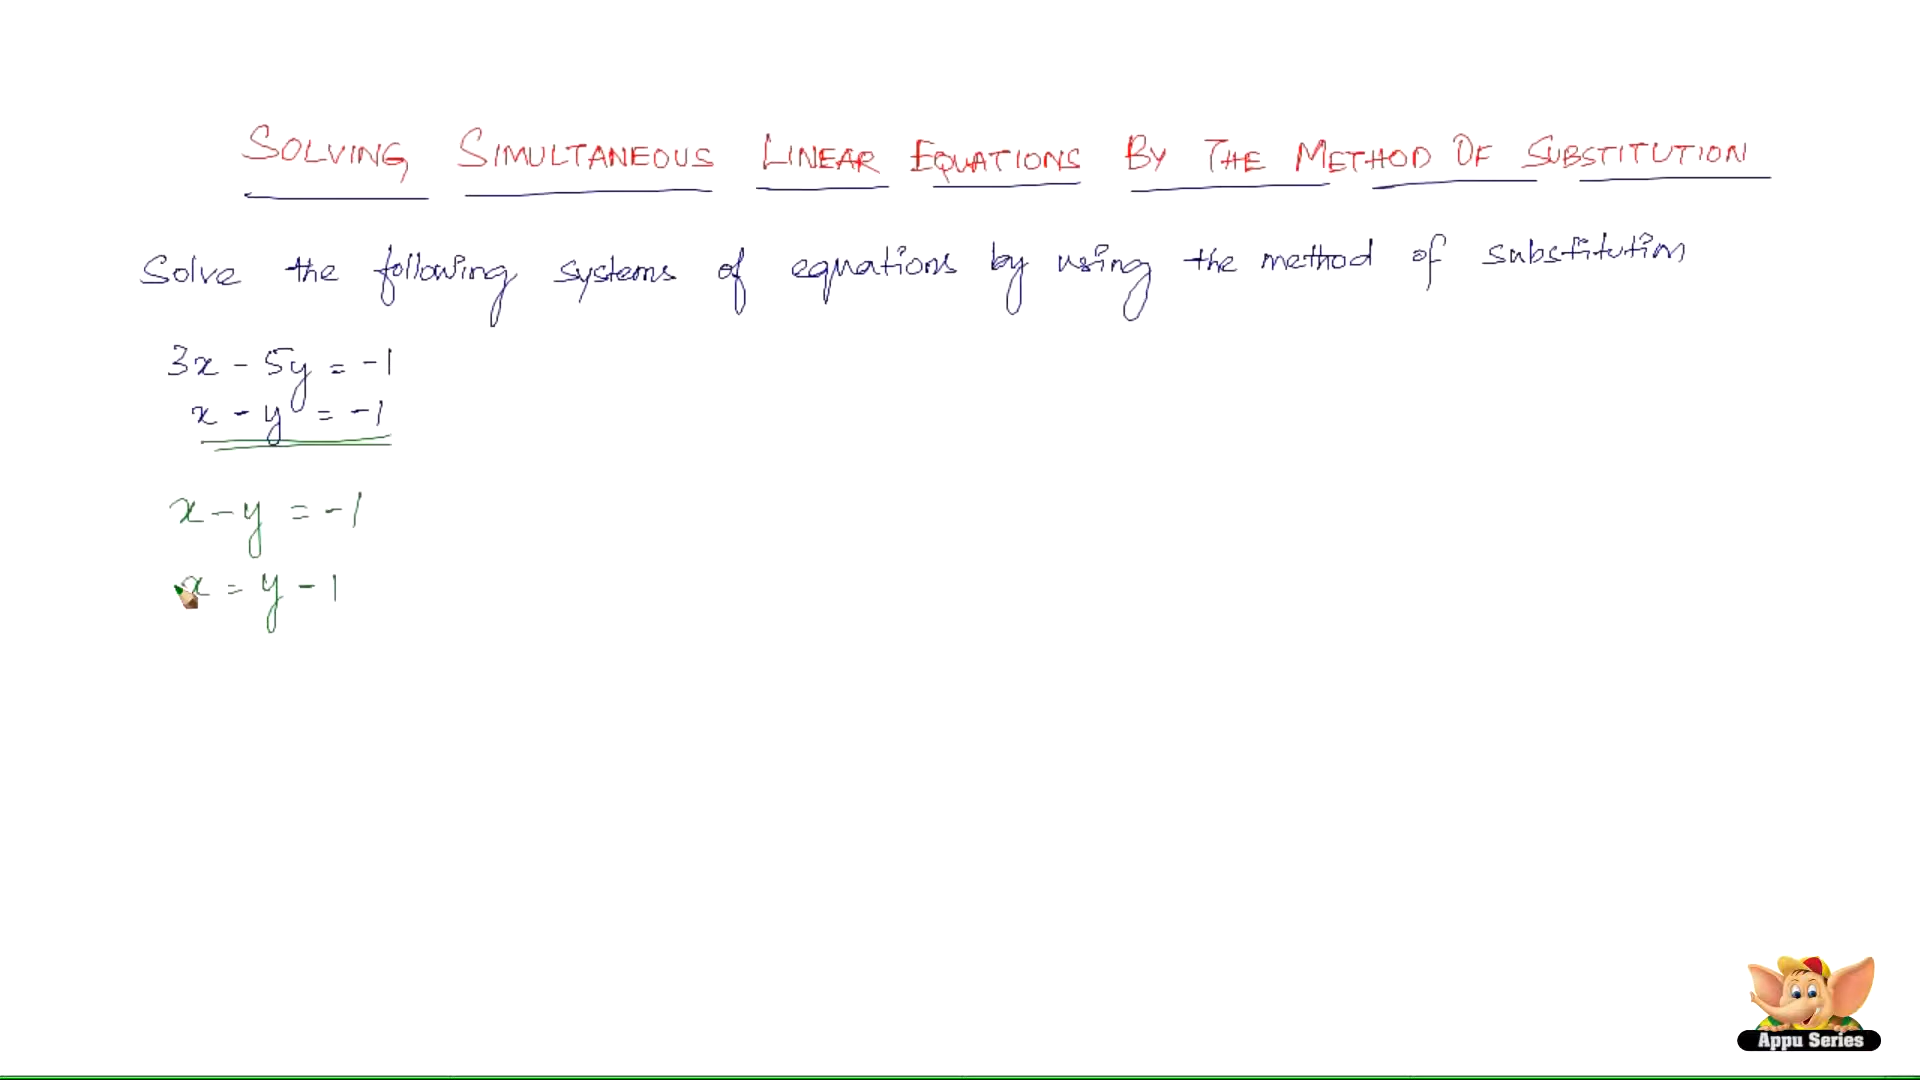 SOLVING SIMULTANEOUS LINEAR EQUATIONS BY THE METHOD OF SUBSTITUTION
Solve the following systems of equations by using the method of substitution
3x - 5y = -1
x - y = -1
x - y = -1
x = y - 1
Appu Series